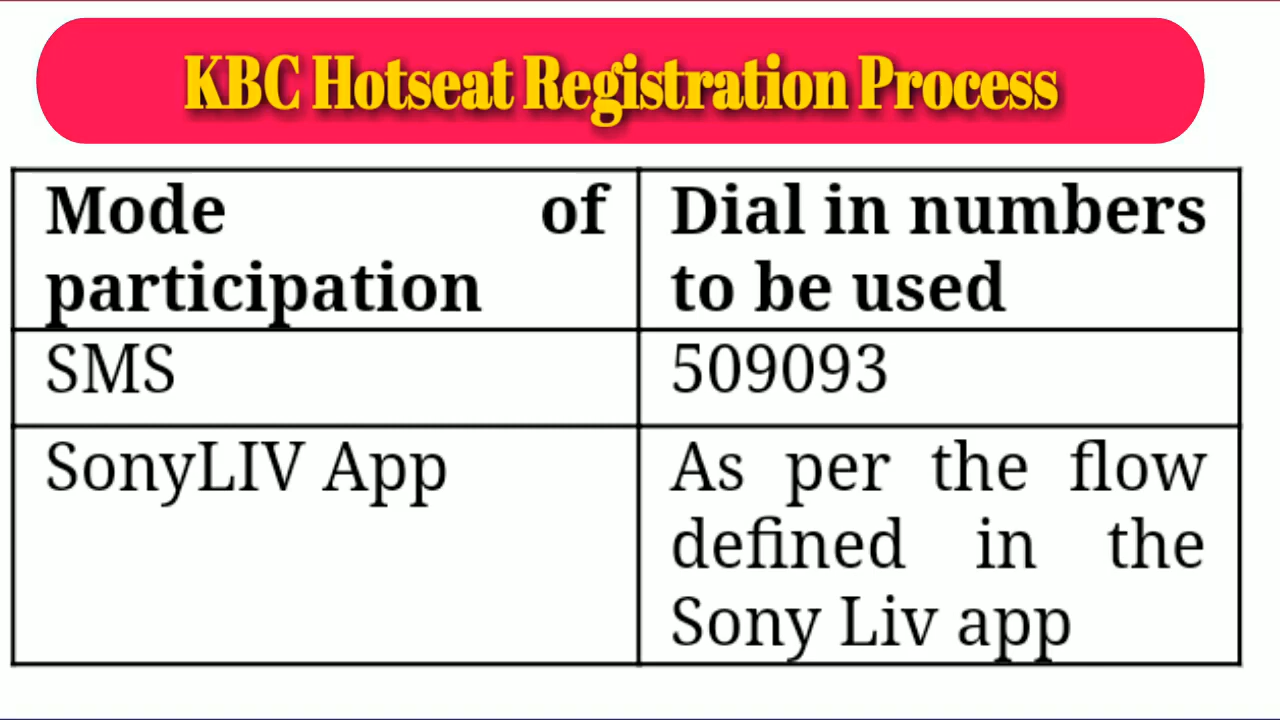 KBC Hotseat Registration Process
Mode of
participation
Dial in numbers
to be used
SMS
509093
SonyLIV App
As per the flow
defined in the
Sony Liv app